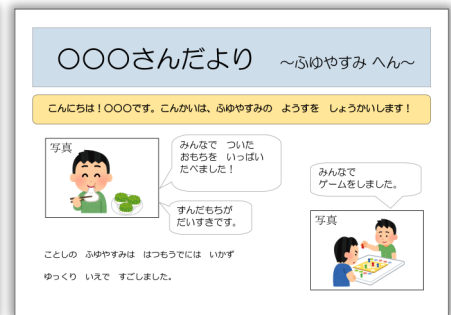 〇〇〇さんだより ～ふゆやすみ へん～
こんにちは！〇〇〇です。こんかいは、ふゆやすみの ようすを しょうかいします！
写真
みんなで ついた
おもちを いっぱい
たべました！
ずんだもちが
だいすきです。
みんなで
ゲームをしました。
写真
ことしの ふゆやすみは はつもうでには いかず
ゆっくり いえで すごしました。